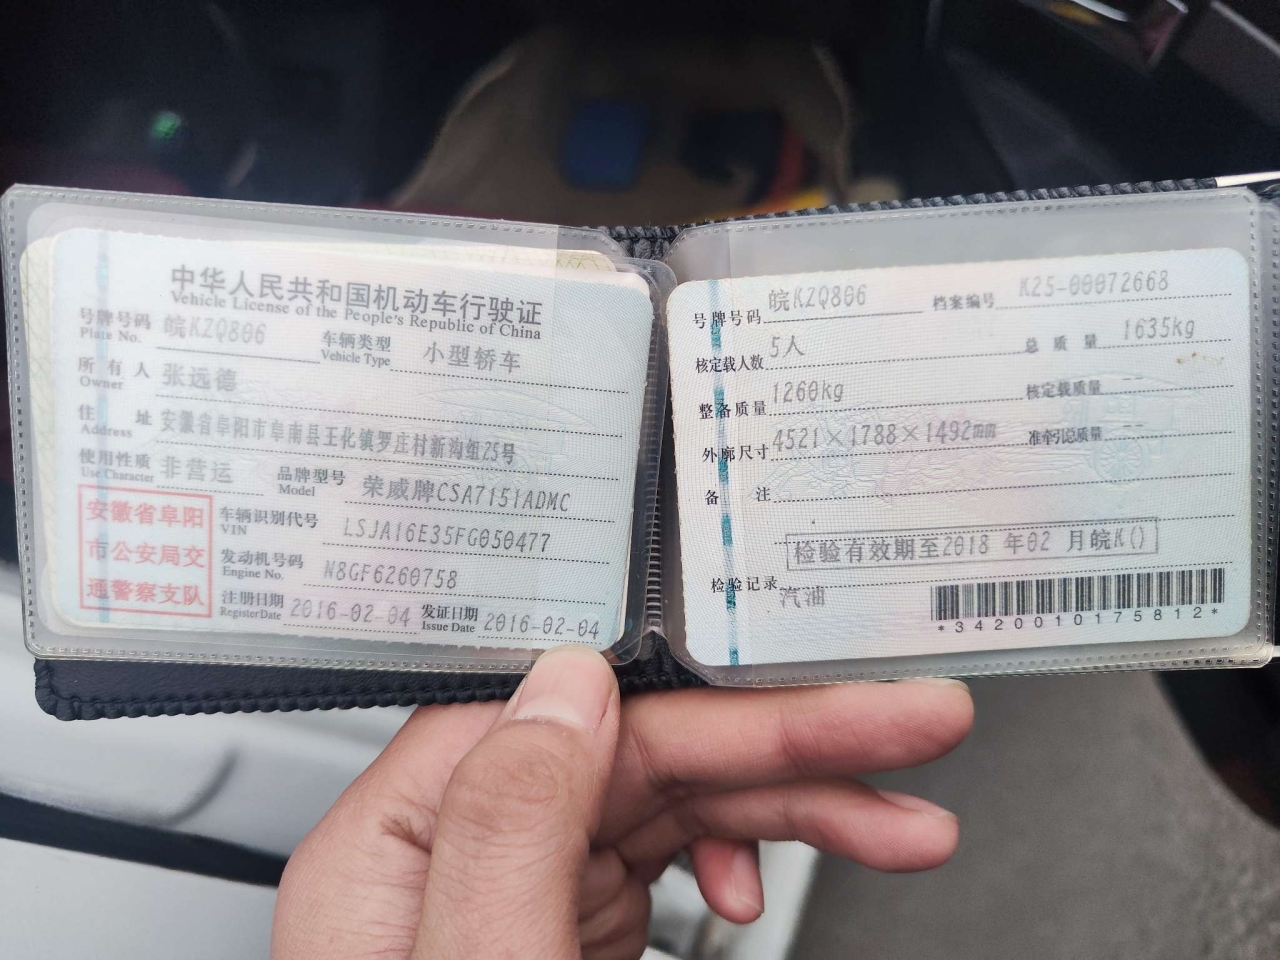 中华人民共和国机动车行驶证
Vehicle License of the People's Republic of China
号牌号码 皖KZQ806 车辆类型 小型轿车
Plate No. Vehicle Type
所有人 张远德
Owner
住址 安徽省阜阳市阜南县王化镇罗庄村新沟组25号
Address
使用性质 非营运 品牌型号 荣威牌CSA7151ADMC
Use Character Model
安徽省阜阳
市公安局交
通警察支队
车辆识别代号 LSJA16E35FG050477
VIN
发动机号码 N8GF6260758
Engine No.
注册日期 2016-02-04 发证日期 2016-02-04
Register Date Issue Date
号牌号码 皖KZQ806 档案编号 K25-00072668
核定载人数 5人 总质量 1635kg
整备质量 1260kg 核定载质量 --
外廓尺寸 4521×1788×1492mm 准牵引总质量 --
备注
检验有效期至2018 年02 月皖K()
检验记录
汽油
*3420010175812*